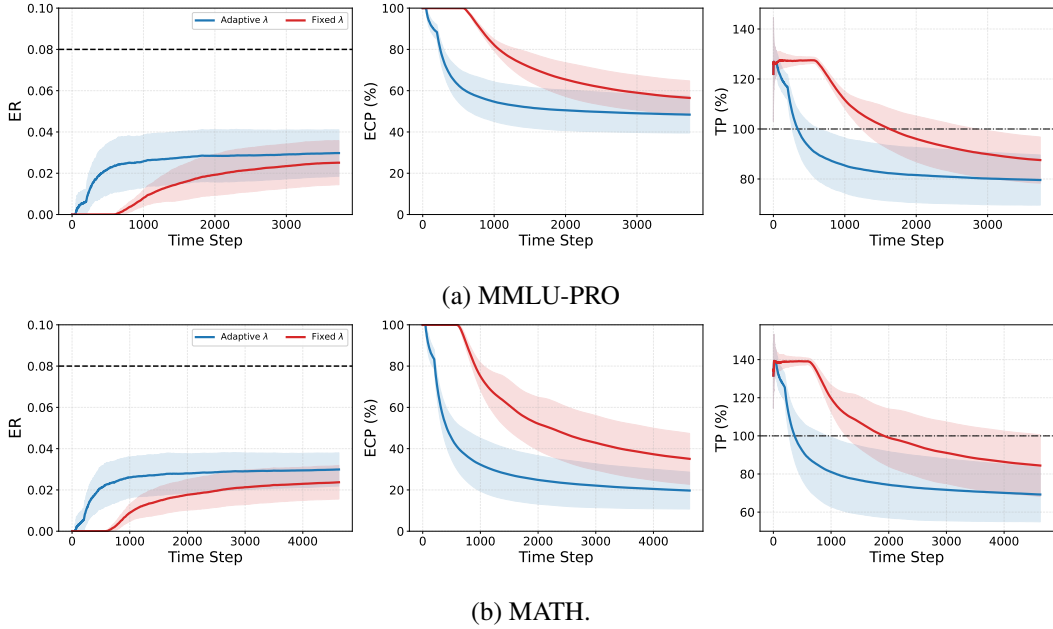 0.10
0.08
0.06
0.04
0.02
0.00
ER
Adaptive λ
Fixed λ
0 1000 2000 3000
Time Step
100
80
60
40
20
0
ECP (%)
0 1000 2000 3000
Time Step
140
120
100
80
TP (%)
0 1000 2000 3000
Time Step
(a) MMLU-PRO
0.10
0.08
0.06
0.04
0.02
0.00
ER
Adaptive λ
Fixed λ
0 1000 2000 3000 4000
Time Step
100
80
60
40
20
0
ECP (%)
0 1000 2000 3000 4000
Time Step
140
120
100
80
60
TP (%)
0 1000 2000 3000 4000
Time Step
(b) MATH.